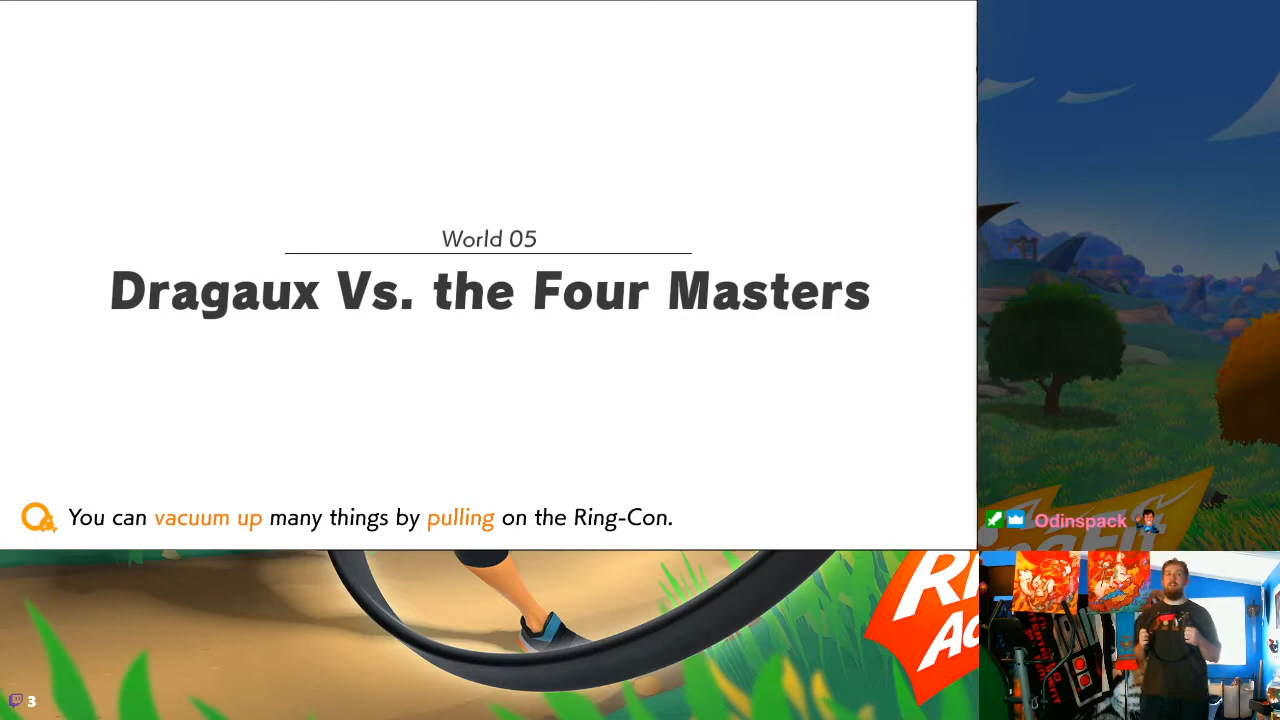 World 05
Dragaux Vs. the Four Masters
You can vacuum up many things by pulling on the Ring-Con.
Odinspack
3